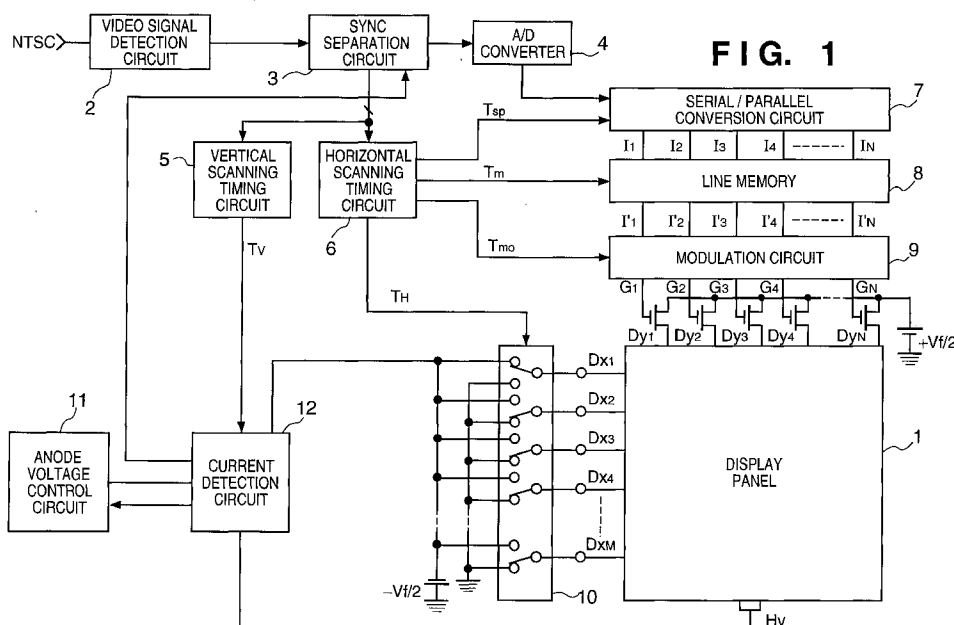 FIG. 1
NTSC
VIDEO SIGNAL
DETECTION
CIRCUIT
2
SYNC
SEPARATION
CIRCUIT
3
A/D
CONVERTER
4
SERIAL / PARALLEL
CONVERSION CIRCUIT
7
I1 I2 I3 I4 IN
5
VERTICAL
SCANNING
TIMING
CIRCUIT
HORIZONTAL
SCANNING
TIMING
CIRCUIT
6
Tsp
Tm
Tmo
LINE MEMORY
8
I'1 I'2 I'3 I'4 I'N
MODULATION CIRCUIT
9
TV
TH
G1 G2 G3 G4 GN
Dy1 Dy2 Dy3 Dy4 DyN
+Vf/2
11
ANODE
VOLTAGE
CONTROL
CIRCUIT
12
CURRENT
DETECTION
CIRCUIT
Dx1
Dx2
Dx3
Dx4
DxM
DISPLAY
PANEL
1
-Vf/2
10
Hv